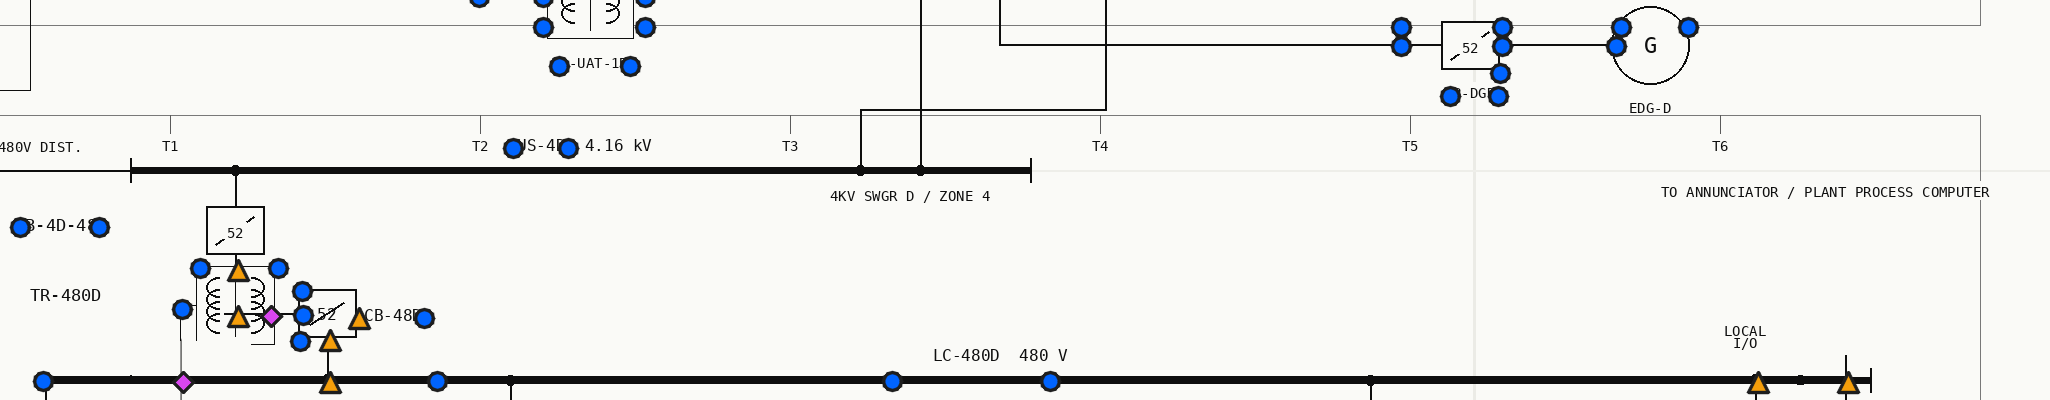 52
G
EDG-D
480V DIST.
T1
T2
4.16 kV
T3
T4
T5
T6
4KV SWGR D / ZONE 4
TO ANNUNCIATOR / PLANT PROCESS COMPUTER
52
TR-480D
52
LOCAL
I/O
LC-480D 480 V